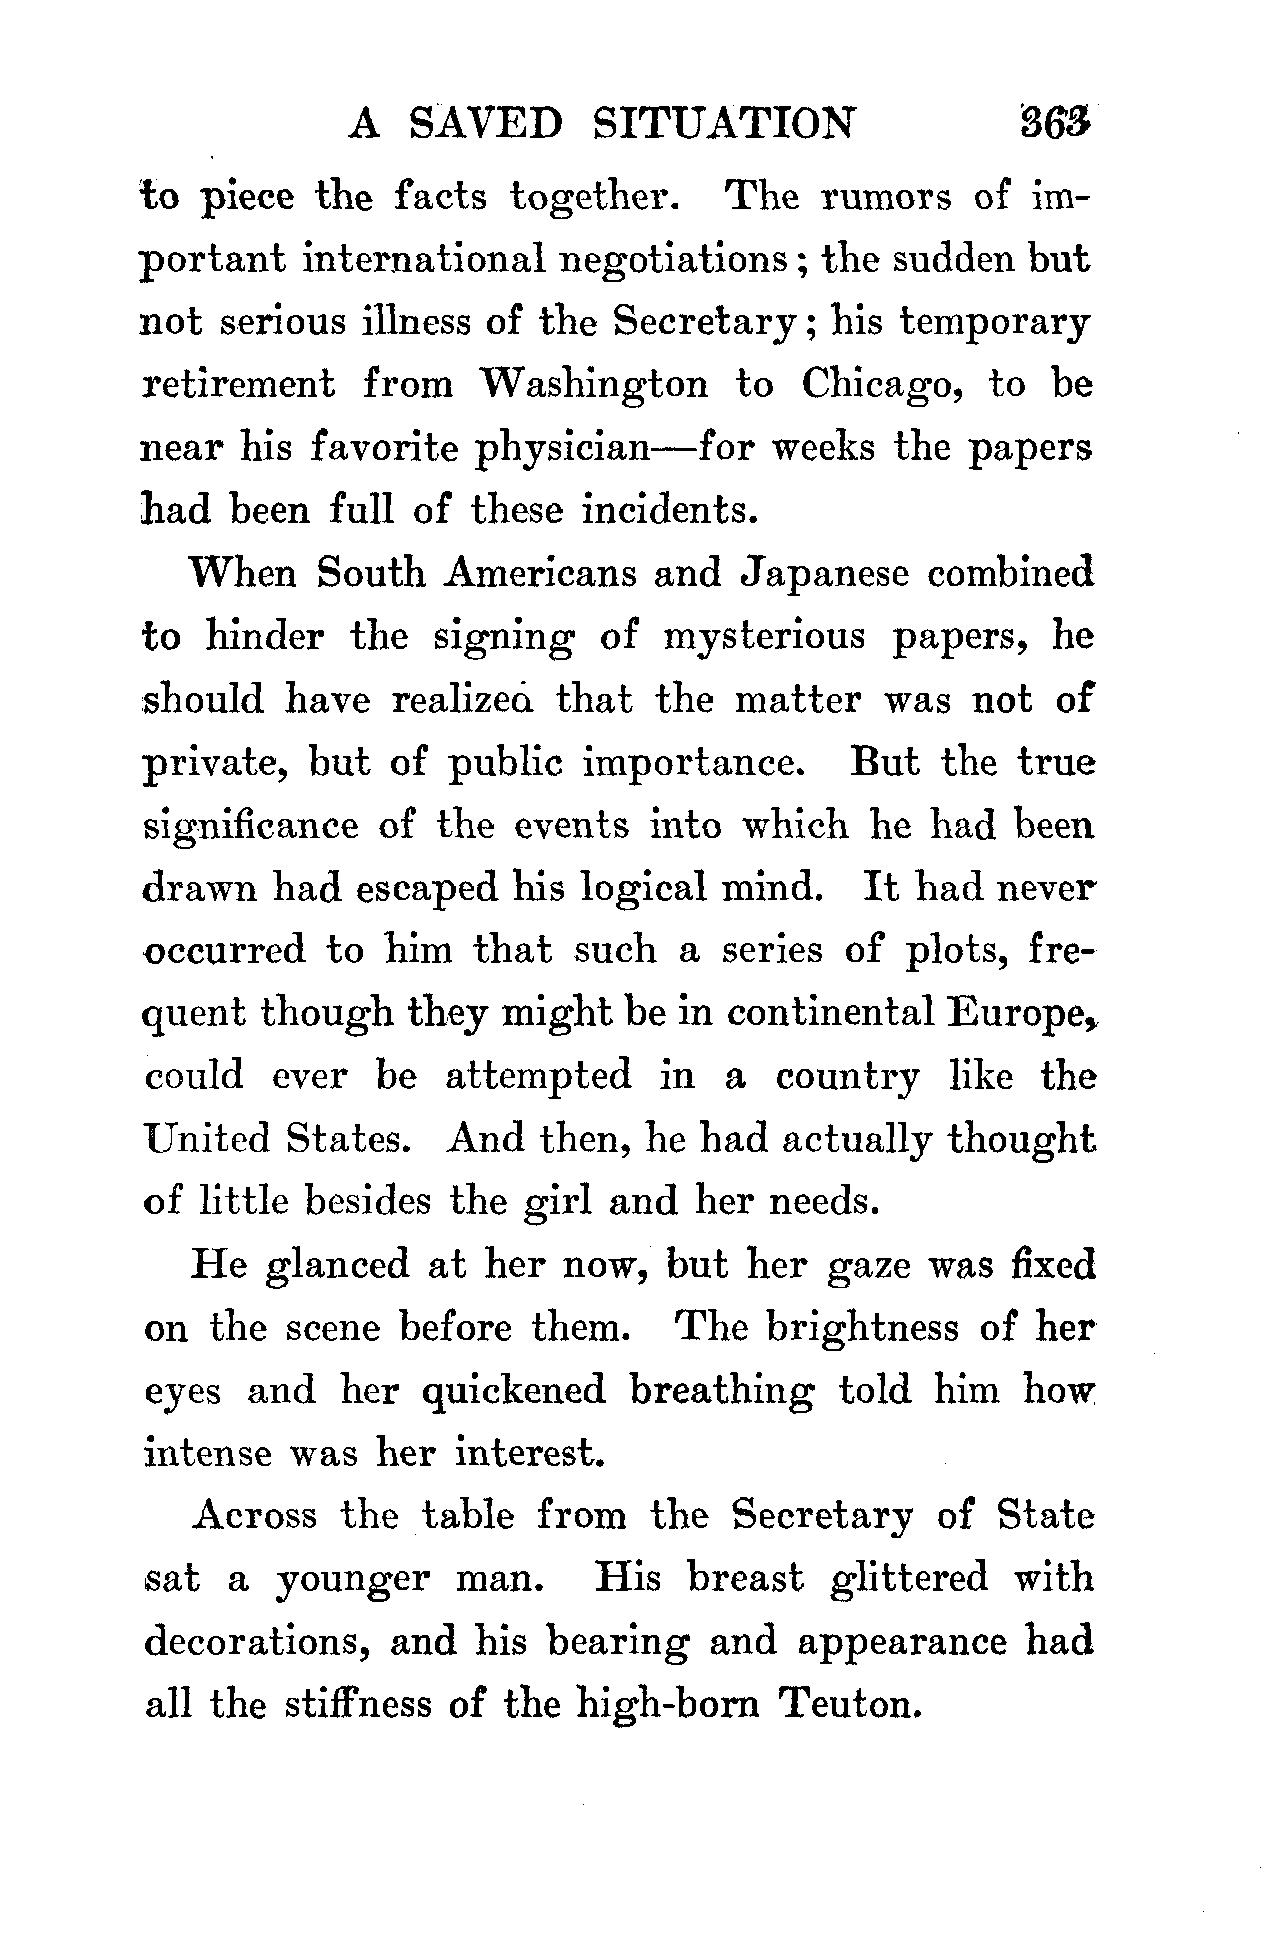 A SAVED SITUATION 363
to piece the facts together. The rumors of im-
portant international negotiations; the sudden but
not serious illness of the Secretary; his temporary
retirement from Washington to Chicago, to be
near his favorite physician—for weeks the papers
had been full of these incidents.
When South Americans and Japanese combined
to hinder the signing of mysterious papers, he
should have realized that the matter was not of
private, but of public importance. But the true
significance of the events into which he had been
drawn had escaped his logical mind. It had never
occurred to him that such a series of plots, fre-
quent though they might be in continental Europe,
could ever be attempted in a country like the
United States. And then, he had actually thought
of little besides the girl and her needs.
He glanced at her now, but her gaze was fixed
on the scene before them. The brightness of her
eyes and her quickened breathing told him how
intense was her interest.
Across the table from the Secretary of State
sat a younger man. His breast glittered with
decorations, and his bearing and appearance had
all the stiffness of the high-born Teuton.